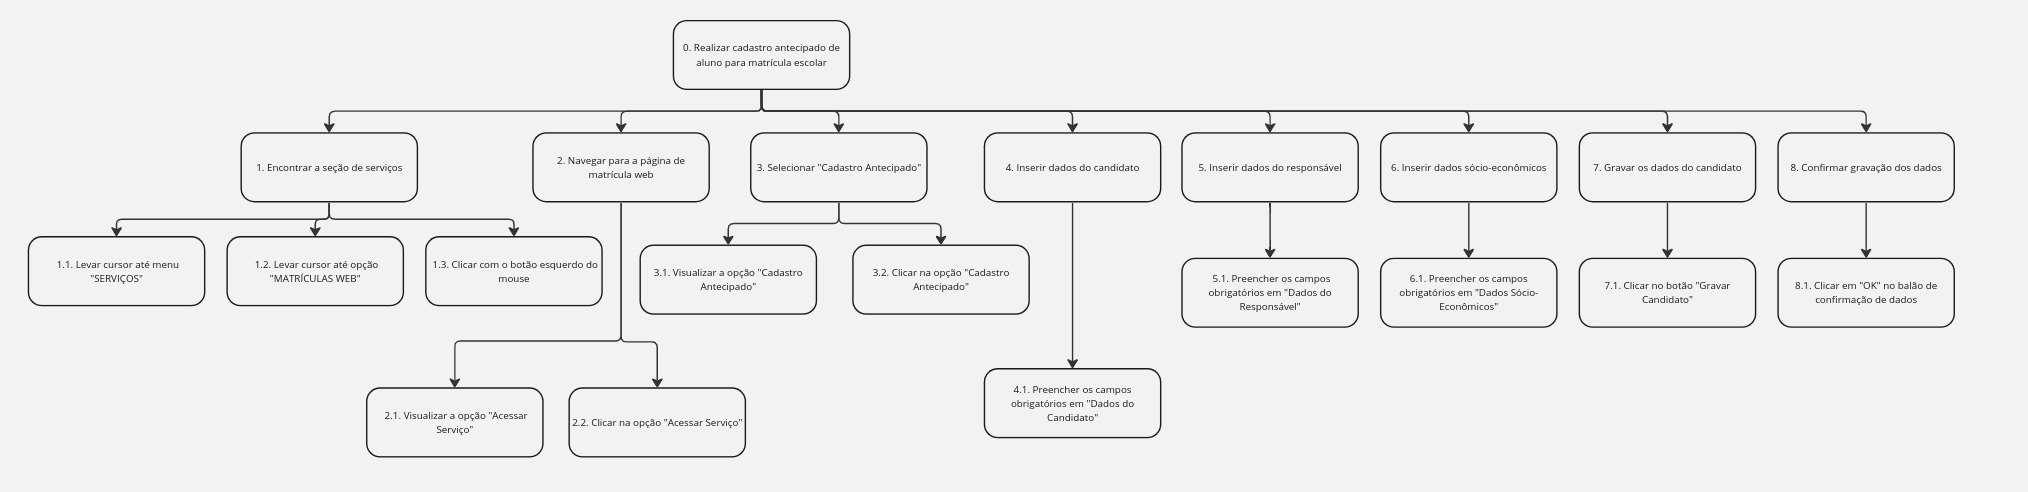 0. Realizar cadastro antecipado de
aluno para matrícula escolar
1. Encontrar a seção de serviços
2. Navegar para a página de
matrícula web
3. Selecionar "Cadastro Antecipado"
4. Inserir dados do candidato
5. Inserir dados do responsável
6. Inserir dados sócio-econômicos
7. Gravar os dados do candidato
8. Confirmar gravação dos dados
1.1. Levar cursor até menu
"SERVIÇOS"
1.2. Levar cursor até opção
"MATRÍCULAS WEB"
1.3. Clicar com o botão esquerdo do
mouse
3.1. Visualizar a opção "Cadastro
Antecipado"
3.2. Clicar na opção "Cadastro
Antecipado"
5.1. Preencher os campos
obrigatórios em "Dados do
Responsável"
6.1. Preencher os campos
obrigatórios em "Dados Sócio-
Econômicos"
7.1. Clicar no botão "Gravar
Candidato"
8.1. Clicar em "OK" no balão de
confirmação de dados
2.1. Visualizar a opção "Acessar
Serviço"
2.2. Clicar na opção "Acessar Serviço"
4.1. Preencher os campos
obrigatórios em "Dados do
Candidato"